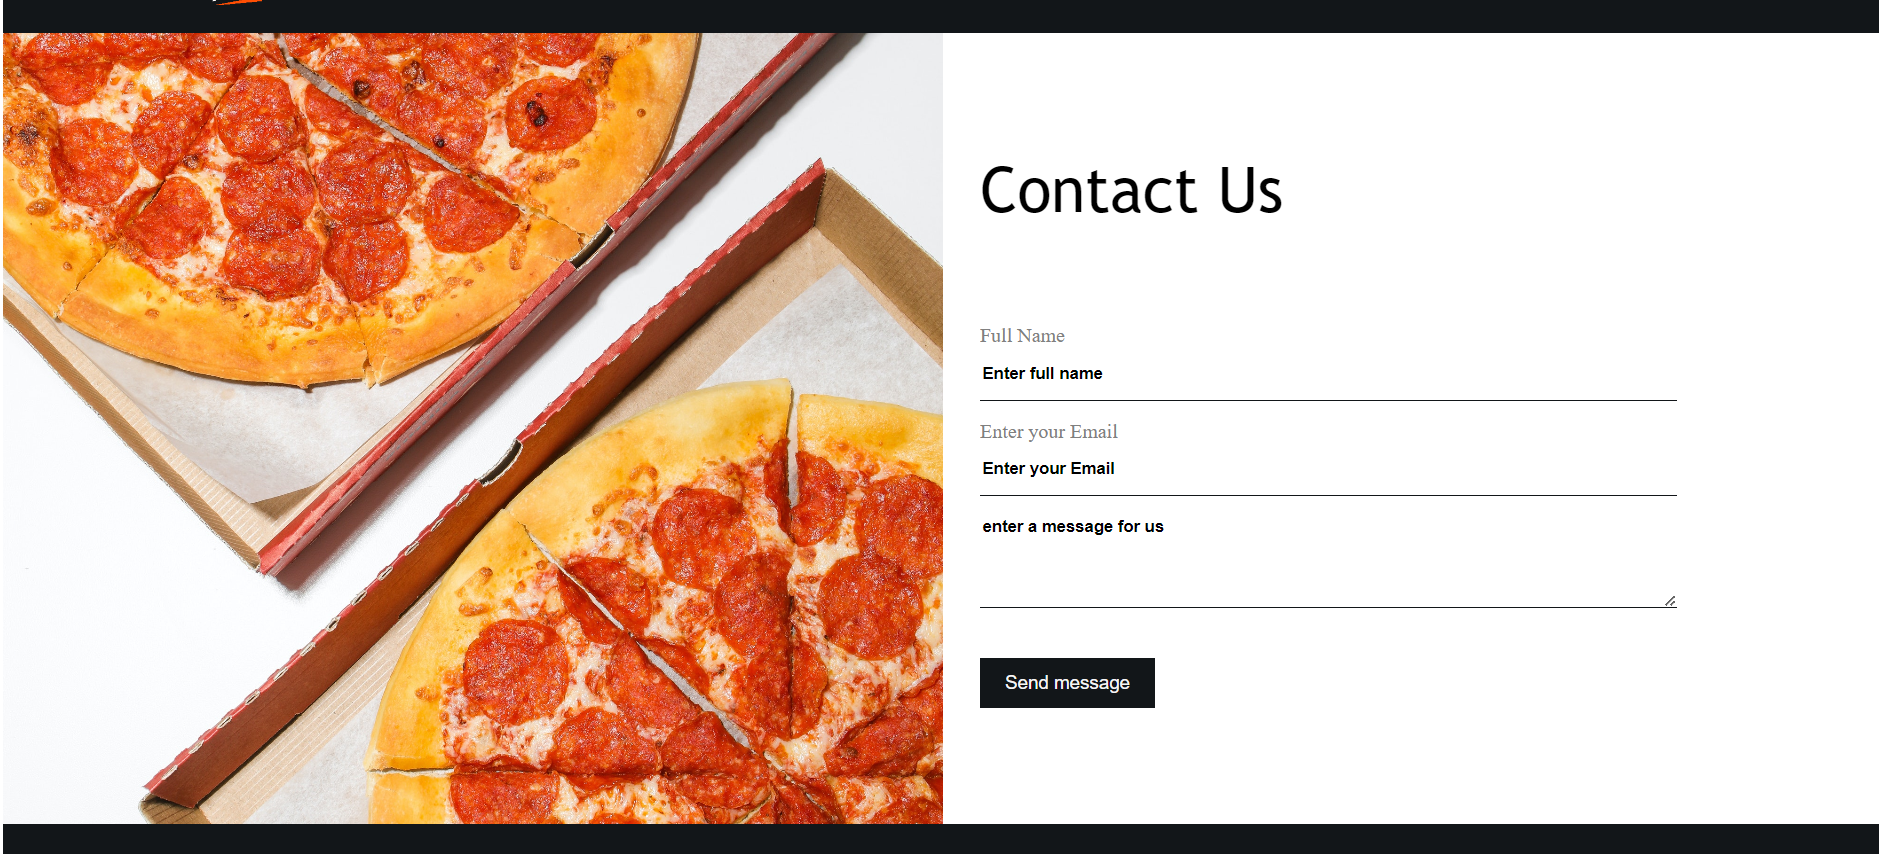 Contact Us
Full Name
Enter full name
Enter your Email
Enter your Email
enter a message for us
Send message